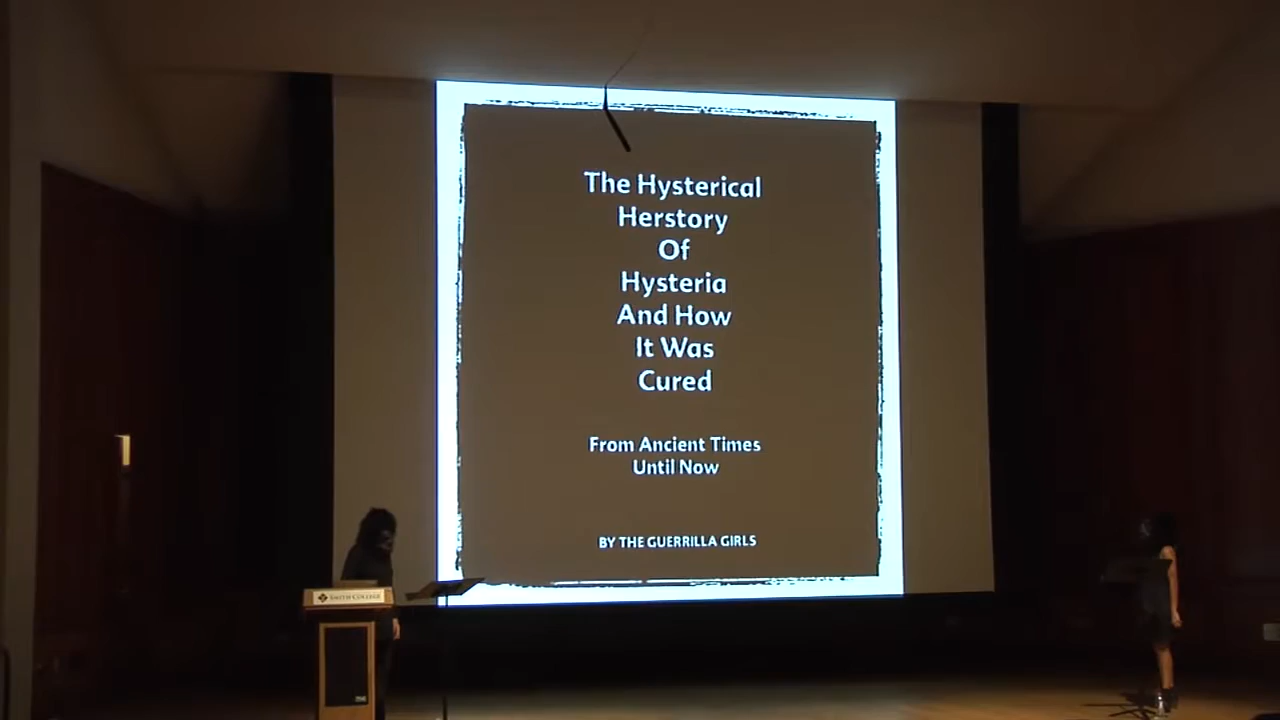 The Hysterical
Herstory
Of
Hysteria
And How
It Was
Cured
From Ancient Times
Until Now
BY THE GUERRILLA GIRLS
SMITH COLLEGE